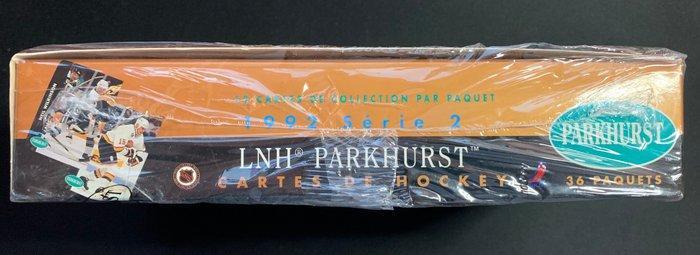 12 CARTES DE COLLECTION PAR PAQUET
1992 Série 2
PARKHURST
LNH® PARKHURST™
CARTES DE HOCKEY
36 PAQUETS